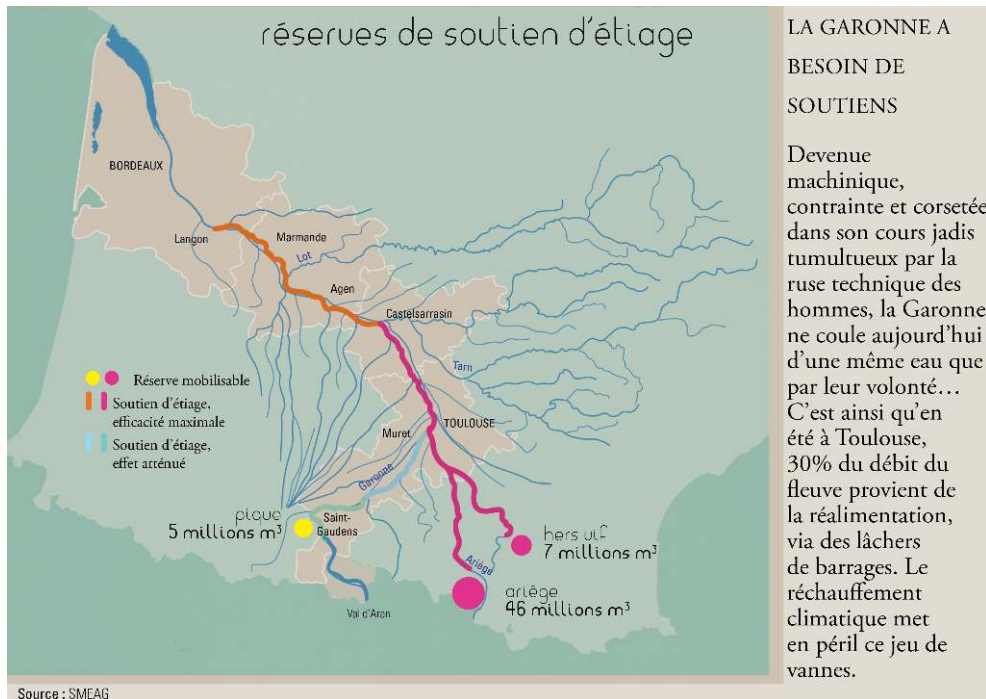 réserves de soutien d'étiage
BORDEAUX
Langon
Marmande
Lot
Agen
Castelsarrasin
Tarn
Réserve mobilisable
Soutien d'étiage,
efficacité maximale
Soutien d'étiage,
effet atténué
TOULOUSE
Muret
Garonne
pique
5 millions m³
Saint-
Gaudens
hers vif
7 millions m³
Ariège
ariège
46 millions m³
Val d'Aran
Source : SMEAG
LA GARONNE A
BESOIN DE
SOUTIENS
Devenue
machinique,
contrainte et corsetée
dans son cours jadis
tumultueux par la
ruse technique des
hommes, la Garonne
ne coule aujourd'hui
d'une même eau que
par leur volonté…
C'est ainsi qu'en
été à Toulouse,
30% du débit du
fleuve provient de
la réalimentation,
via des lâchers
de barrages. Le
réchauffement
climatique met
en péril ce jeu de
vannes.